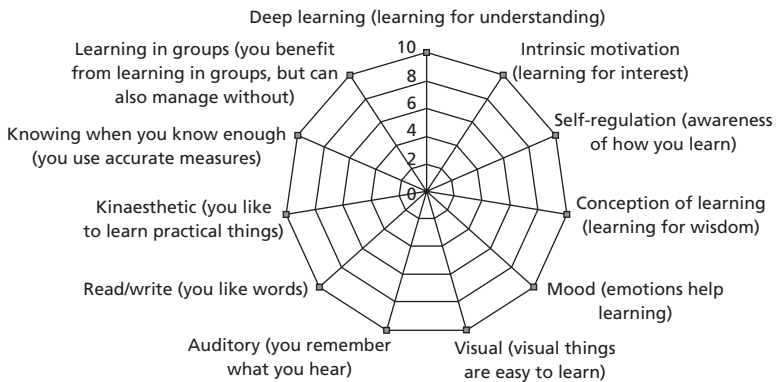 Deep learning (learning for understanding)
Intrinsic motivation
(learning for interest)
Self-regulation (awareness
of how you learn)
Conception of learning
(learning for wisdom)
Mood (emotions help
learning)
Visual (visual things
are easy to learn)
Auditory (you remember
what you hear)
Read/write (you like words)
Kinaesthetic (you like
to learn practical things)
Knowing when you know enough
(you use accurate measures)
Learning in groups (you benefit
from learning in groups, but can
also manage without)
10
8
6
4
2
0